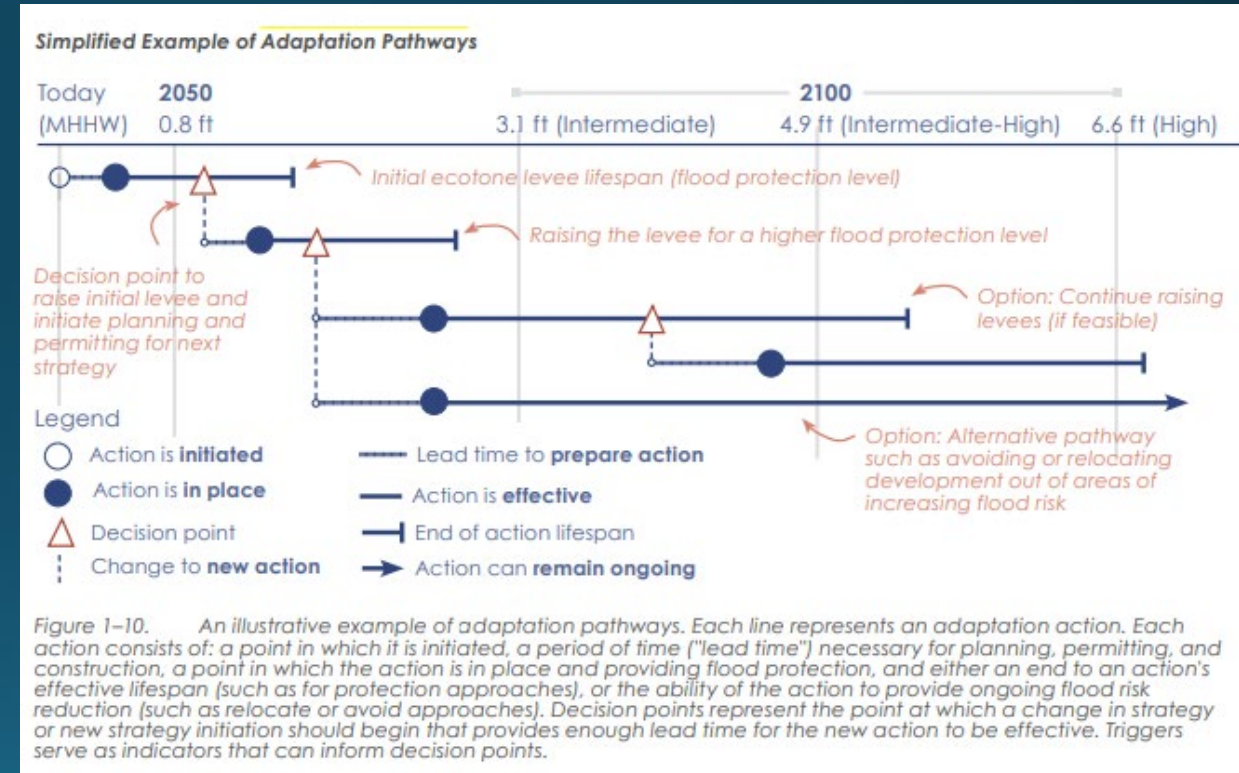 Simplified Example of Adaptation Pathways
Today 2050 2100
(MHHW) 0.8 ft 3.1 ft (Intermediate) 4.9 ft (Intermediate-High) 6.6 ft (High)
Initial ecotone levee lifespan (flood protection level)
Raising the levee for a higher flood protection level
Decision point to
raise initial levee and
initiate planning and
permitting for next
strategy
Option: Continue raising
levees (if feasible)
Option: Alternative pathway
such as avoiding or relocating
development out of areas of
increasing flood risk
Legend
Action is initiated
Action is in place
Decision point
Change to new action
Lead time to prepare action
Action is effective
End of action lifespan
Action can remain ongoing
Figure 1–10. An illustrative example of adaptation pathways. Each line represents an adaptation action. Each
action consists of: a point in which it is initiated, a period of time ("lead time") necessary for planning, permitting, and
construction, a point in which the action is in place and providing flood protection, and either an end to an action's
effective lifespan (such as for protection approaches), or the ability of the action to provide ongoing flood risk
reduction (such as relocate or avoid approaches). Decision points represent the point at which a change in strategy
or new strategy initiation should begin that provides enough lead time for the new action to be effective. Triggers
serve as indicators that can inform decision points.